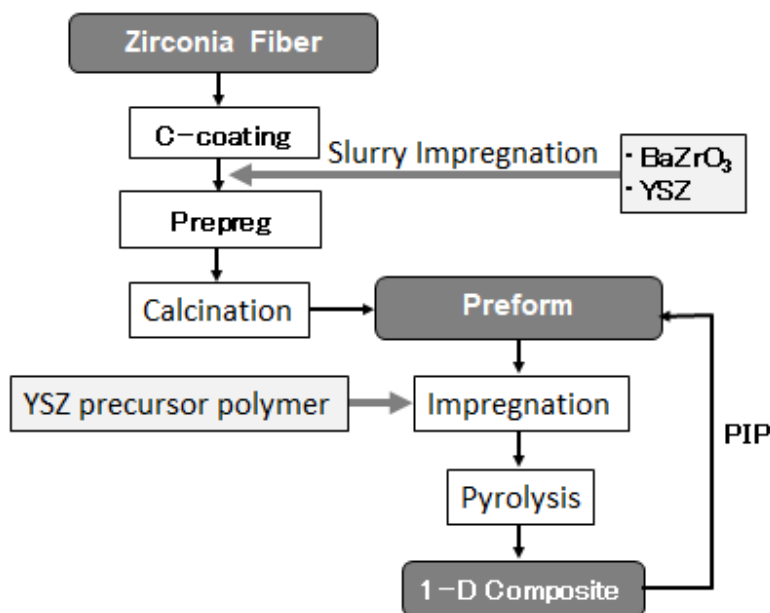 Zirconia Fiber
C-coating
Slurry Impregnation
・BaZrO₃
・YSZ
Prepreg
Calcination
Preform
YSZ precursor polymer
Impregnation
PIP
Pyrolysis
1-D Composite